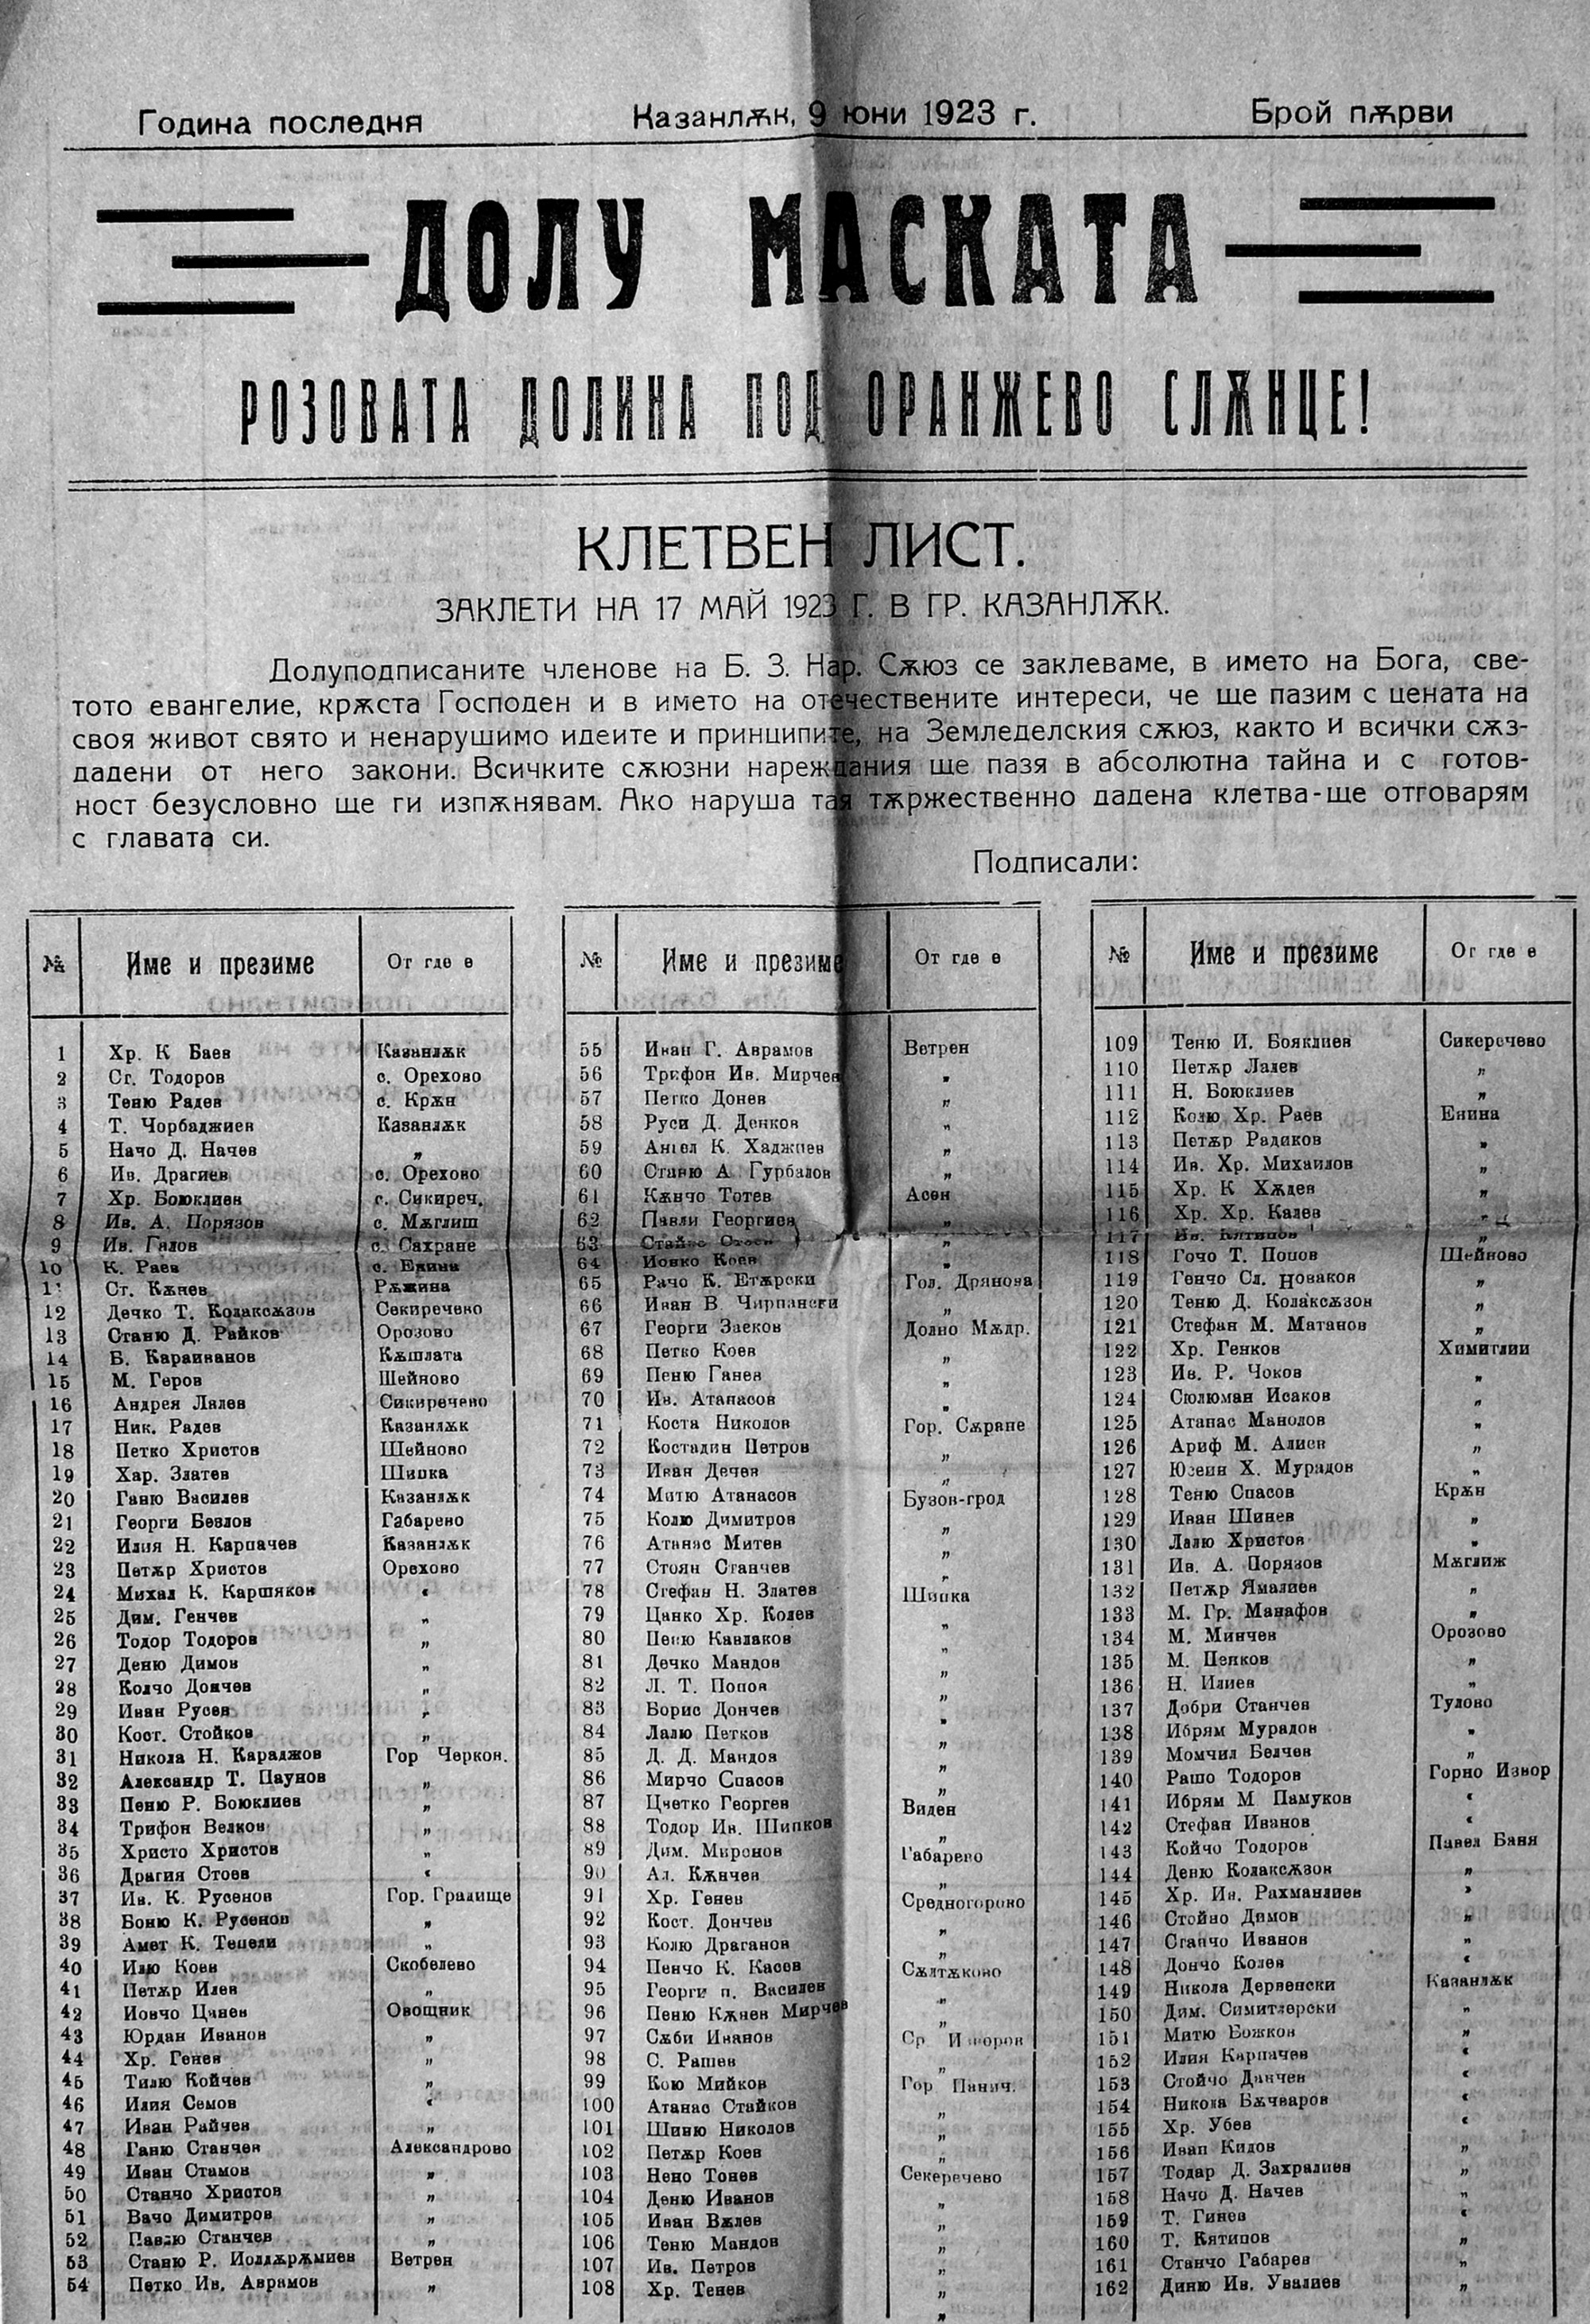 Година последня Казанлѫк, 9 юни 1923 г. Брой пѫрви
ДОЛУ МАСКАТА
РОЗОВАТА ДОЛИНА ПОД ОРАНЖЕВО СЛѪНЦЕ!
КЛЕТВЕН ЛИСТ.
ЗАКЛЕТИ НА 17 МАЙ 1923 Г. В ГР. КАЗАНЛѪК.
Долуподписаните членове на Б. З. Нар. Сѫюз се заклеваме, в името на Бога, све-
тото евангелие, крѫста Господен и в името на отечествените интереси, че ще пазим с цената на
своя живот свято и ненарушимо идеите и принципите, на Земледелския сѫюз, както и всички сѫз-
дадени от него закони. Всичките сѫюзни нареждания ще пазя в абсолютна тайна и с готов-
ност безусловно ще ги изпѫнявам. Ако наруша тая тѫржественно дадена клетва-ще отговарям
с главата си.
Подписали:
№ Име и презиме От где е
1 Хр. К Баев Казанлѫк
2 Ст. Тодоров с. Орехово
3 Теню Радев с. Крѫн
4 Т. Чорбаджиев Казанлѫк
5 Начо Д. Начев „
6 Ив. Драгиев с. Орехово
7 Хр. Боюклиев с. Сикиреч.
8 Ив. А. Порязов с. Мѫглиш
9 Ив. Гялов с. Сахране
10 К. Раев с. Енина
11 Ст. Кѫнев Рѫжина
12 Дечко Т. Колаксѫзов Секиречево
13 Станю Д. Райков Орозово
14 Б. Караиванов Кѫшлата
15 М. Геров Шейново
16 Андрея Лялев Сикиречево
17 Ник. Радев Казанлѫк
18 Петко Христов Шейново
19 Хар. Златев Шипка
20 Ганю Василев Казанлѫк
21 Георги Безлов Габарево
22 Илия Н. Карпачев Казанлѫк
23 Петѫр Христов Орехово
24 Михал К. Каршяков „
25 Дим. Генчев „
26 Тодор Тодоров „
27 Деню Димов „
28 Колчо Дончев „
29 Иван Русев „
30 Кост. Стойков „
31 Никола Н. Караджов Гор Черкон.
32 Александр Т. Паунов „
33 Пеню Р. Боюклиев „
34 Трифон Велков „
35 Христо Христов „
36 Драгия Стоев „
37 Ив. К. Русенов Гор. Градище
38 Боню К. Русенов „
39 Амет К. Тепели „
40 Илю Коев Скобелево
41 Петѫр Илев „
42 Иовчо Цанев Овощник
43 Юрдан Иванов „
44 Хр. Генев „
45 Тилю Койчев „
46 Илия Семов „
47 Иван Райчев „
48 Ганю Станчев Александрово
49 Иван Стамов „
50 Станчо Христов „
51 Вачо Димитров „
52 Павлю Станчев „
53 Станю Р. Иолдѫрѫмиев Ветрен
54 Петко Ив. Аврамов „
№ Име и презиме От где е
55 Иван Г. Аврамов Ветрен
56 Трифон Ив. Мирчев „
57 Петко Донев „
58 Руси Д. Денков „
59 Ангел К. Хаджиев „
60 Станю А. Гурбалов „
61 Кѫнчо Тотев Асен
62 Павли Георгиев „
63 Стайко „
64 Иовко Коев „
65 Рачо К. Етѫрски Гол. Дрянова
66 Иван В. Чирпански „
67 Георги Заеков Долно Мѫдр.
68 Петко Коев „
69 Пеню Ганев „
70 Ив. Атанасов „
71 Коста Николов Гор. Сѫране
72 Костадин Петров „
73 Иван Дечев „
74 Митю Атанасов Бузов-град
75 Колю Димитров „
76 Атанас Митев „
77 Стоян Станчев „
78 Стефан Н. Златев Шипка
79 Цанко Хр. Колев „
80 Пеню Кавлаков „
81 Дечко Мандов „
82 Л. Т. Попов „
83 Борис Дончев „
84 Лалю Петков „
85 Д. Д. Мандов „
86 Мирчо Спасов „
87 Цветко Георгев Виден
88 Тодор Ив. Шипков „
89 Дим. Миронов Габарево
90 Ал. Кѫнчев „
91 Хр. Генев Средногорово
92 Кост. Дончев „
93 Колю Драганов „
94 Пенчо К. Касов Сѫлтѫково
95 Георги п. Василев „
96 Пеню Кѫнев Мирчев „
97 Сѫби Иванов Ср. Изворов
98 С. Рашев „
99 Кою Мийков Гор Панич.
100 Атанас Стайков „
101 Шиню Николов „
102 Петѫр Коев „
103 Нено Тонев Секеречево
104 Деню Иванов „
105 Иван Вѫлев „
106 Теню Мандов „
107 Ив. Петров „
108 Хр. Тенев „
№ Име и презиме От где е
109 Теню И. Бояклиев Сикеречево
110 Петѫр Лалев „
111 Н. Боюклиев „
112 Колю Хр. Раев Енина
113 Петѫр Радиков „
114 Ив. Хр. Михаилов „
115 Хр. К Хѫдев „
116 Хр. Хр. Калев „
117 Ив. „
118 Гочо Т. Попов Шейново
119 Генчо Сл. Новаков „
120 Теню Д. Колаксѫзов „
121 Стефан М. Матанов „
122 Хр. Генков Химитлии
123 Ив. Р. Чоков „
124 Сюлюман Исаков „
125 Атанас Манолов „
126 Ариф М. Алиев „
127 Юзеин Х. Мурадов „
128 Теню Спасов Крѫн
129 Иван Шинев „
130 Лалю Христов „
131 Ив. А. Порязов Мѫглиж
132 Петѫр Ямалиев „
133 М. Гр. Манафов „
134 М. Минчев Орозово
135 М. Пенков „
136 Н. Илиев „
137 Добри Станчев Тулово
138 Ибрям Мурадов „
139 Момчил Белчев „
140 Рашо Тодоров Горно Извор
141 Ибрям М Памуков „
142 Стефан Иванов „
143 Койчо Тодоров Павел Баня
144 Деню Колаксѫзов „
145 Хр. Ив. Рахманлиев „
146 Стойно Димов „
147 Станчо Иванов „
148 Дончо Колев „
149 Никола Дервенски Казанлѫк
150 Дим. Симитлерски „
151 Митю Божков „
152 Илия Карпачев „
153 Стойчо Данчев „
154 Никола Бѫчваров „
155 Хр. Убев „
156 Иван Кидов „
157 Тодар Д. Захралиев „
158 Начо Д. Начев „
159 Т. Гинев „
160 Т. Кятипов „
161 Станчо Габарев „
162 Диню Ив. Увалиев „